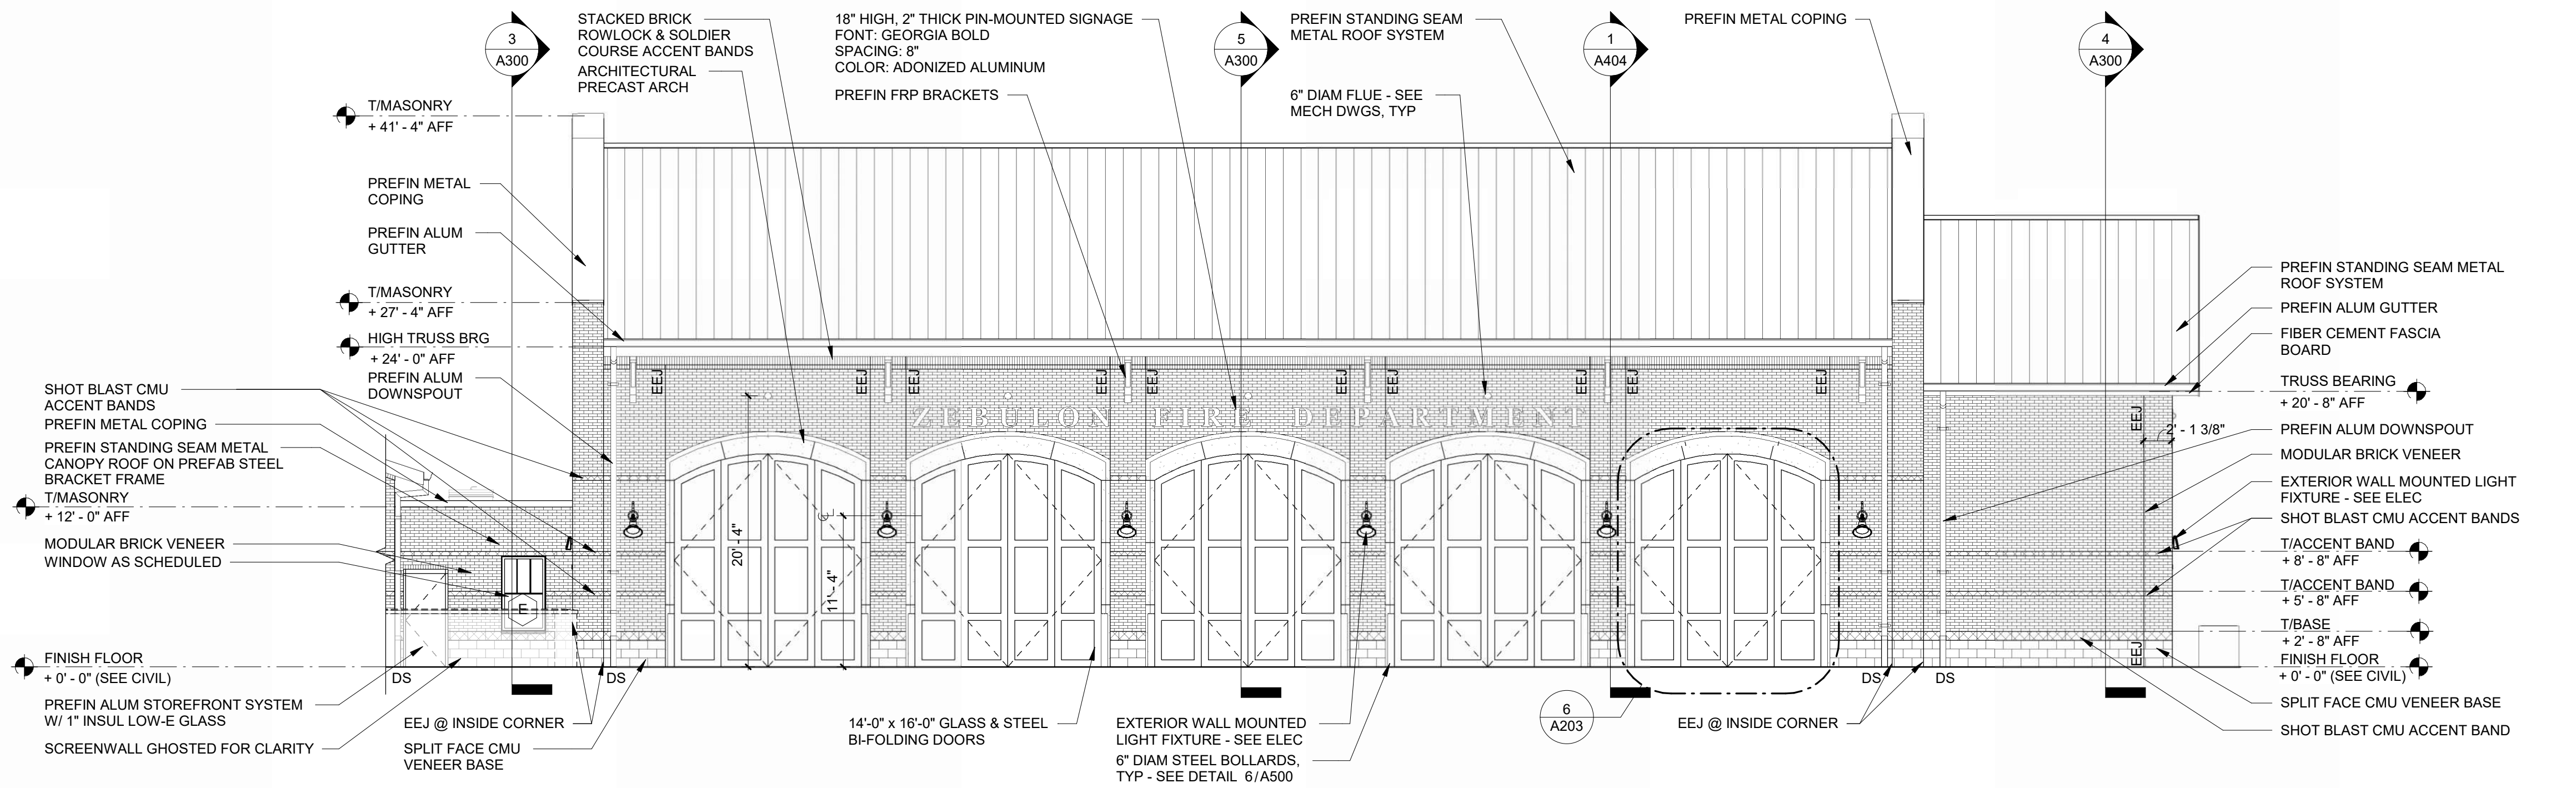 3
A300
STACKED BRICK
ROWLOCK & SOLDIER
COURSE ACCENT BANDS
ARCHITECTURAL
PRECAST ARCH
18" HIGH, 2" THICK PIN-MOUNTED SIGNAGE
FONT: GEORGIA BOLD
SPACING: 8"
COLOR: ADONIZED ALUMINUM
PREFIN FRP BRACKETS
5
A300
PREFIN STANDING SEAM
METAL ROOF SYSTEM
6" DIAM FLUE - SEE
MECH DWGS, TYP
1
A404
PREFIN METAL COPING
4
A300
T/MASONRY
+ 41' - 4" AFF
PREFIN METAL
COPING
PREFIN ALUM
GUTTER
T/MASONRY
+ 27' - 4" AFF
HIGH TRUSS BRG
+ 24' - 0" AFF
PREFIN ALUM
DOWNSPOUT
SHOT BLAST CMU
ACCENT BANDS
PREFIN METAL COPING
PREFIN STANDING SEAM METAL
CANOPY ROOF ON PREFAB STEEL
BRACKET FRAME
T/MASONRY
+ 12' - 0" AFF
MODULAR BRICK VENEER
WINDOW AS SCHEDULED
FINISH FLOOR
+ 0' - 0" (SEE CIVIL)
PREFIN ALUM STOREFRONT SYSTEM
W/ 1" INSUL LOW-E GLASS
SCREENWALL GHOSTED FOR CLARITY
EEJ
EEJ
EEJ
EEJ
EEJ
EEJ
EEJ
EEJ
EEJ
EEJ
ZEBULON FIRE DEPARTMENT
20' - 4"
11' - 4"
CL
E
DS
DS
DS
DS
EEJ
EEJ
2' - 1 3/8"
EEJ @ INSIDE CORNER
SPLIT FACE CMU
VENEER BASE
14'-0" x 16'-0" GLASS & STEEL
BI-FOLDING DOORS
EXTERIOR WALL MOUNTED
LIGHT FIXTURE - SEE ELEC
6" DIAM STEEL BOLLARDS,
TYP - SEE DETAIL 6/A500
6
A203
EEJ @ INSIDE CORNER
PREFIN STANDING SEAM METAL
ROOF SYSTEM
PREFIN ALUM GUTTER
FIBER CEMENT FASCIA
BOARD
TRUSS BEARING
+ 20' - 8" AFF
PREFIN ALUM DOWNSPOUT
MODULAR BRICK VENEER
EXTERIOR WALL MOUNTED LIGHT
FIXTURE - SEE ELEC
SHOT BLAST CMU ACCENT BANDS
T/ACCENT BAND
+ 8' - 8" AFF
T/ACCENT BAND
+ 5' - 8" AFF
T/BASE
+ 2' - 8" AFF
FINISH FLOOR
+ 0' - 0" (SEE CIVIL)
SPLIT FACE CMU VENEER BASE
SHOT BLAST CMU ACCENT BAND